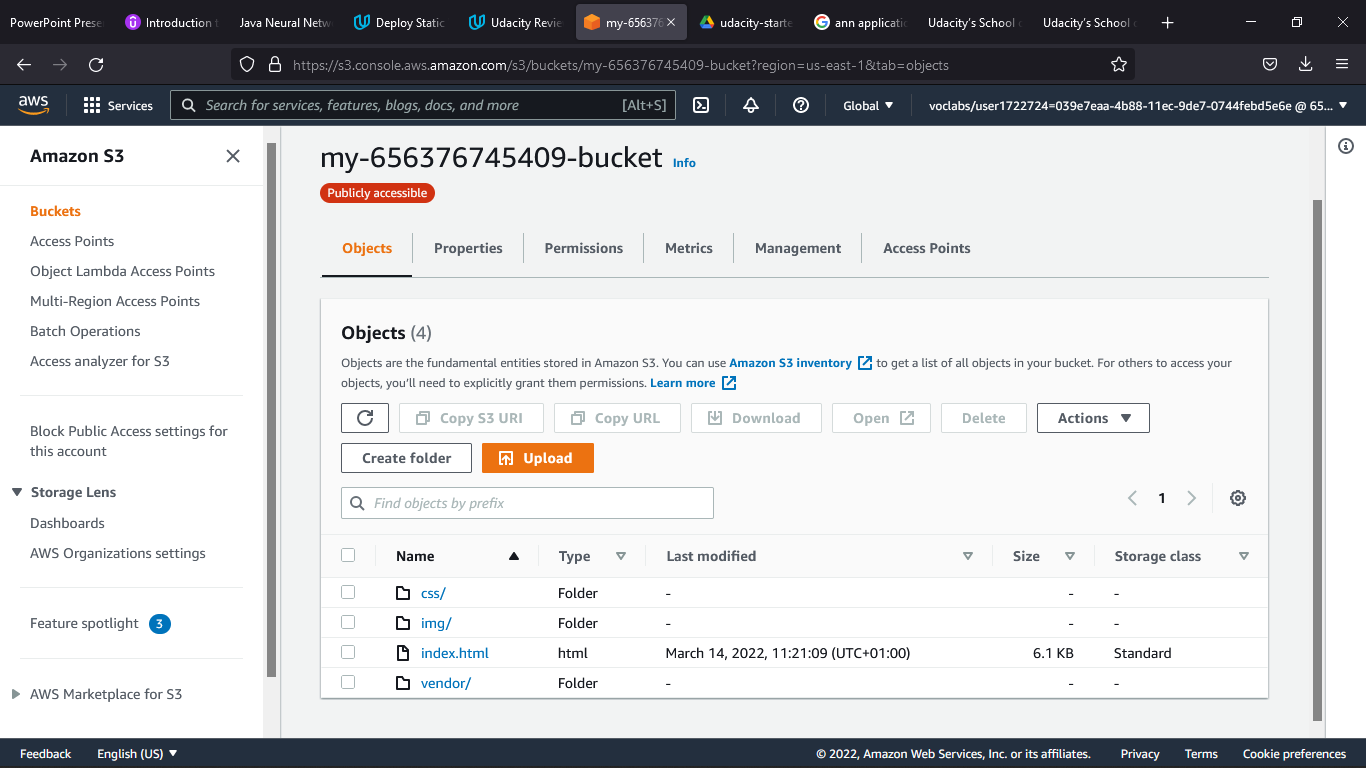 PowerPoint Prese
Introduction t
Java Neural Netw
Deploy Static
Udacity Revie
my-656376
udacity-starte
ann applicatio
Udacity's School o
Udacity's School o
https://s3.console.aws.amazon.com/s3/buckets/my-656376745409-bucket?region=us-east-1&tab=objects
aws
Services
Search for services, features, blogs, docs, and more
[Alt+S]
Global
voclabs/user1722724=039e7eaa-4b88-11ec-9de7-0744febd5e6e @ 65...
Amazon S3
Buckets
Access Points
Object Lambda Access Points
Multi-Region Access Points
Batch Operations
Access analyzer for S3
Block Public Access settings for
this account
Storage Lens
Dashboards
AWS Organizations settings
Feature spotlight 3
AWS Marketplace for S3
my-656376745409-bucket Info
Publicly accessible
Objects
Properties
Permissions
Metrics
Management
Access Points
Objects (4)
Objects are the fundamental entities stored in Amazon S3. You can use Amazon S3 inventory to get a list of all objects in your bucket. For others to access your
objects, you'll need to explicitly grant them permissions. Learn more
Copy S3 URI
Copy URL
Download
Open
Delete
Actions
Create folder
Upload
Find objects by prefix
1
Name Type Last modified Size Storage class
css/ Folder - - -
img/ Folder - - -
index.html html March 14, 2022, 11:21:09 (UTC+01:00) 6.1 KB Standard
vendor/ Folder - - -
Feedback
English (US)
© 2022, Amazon Web Services, Inc. or its affiliates.
Privacy
Terms
Cookie preferences